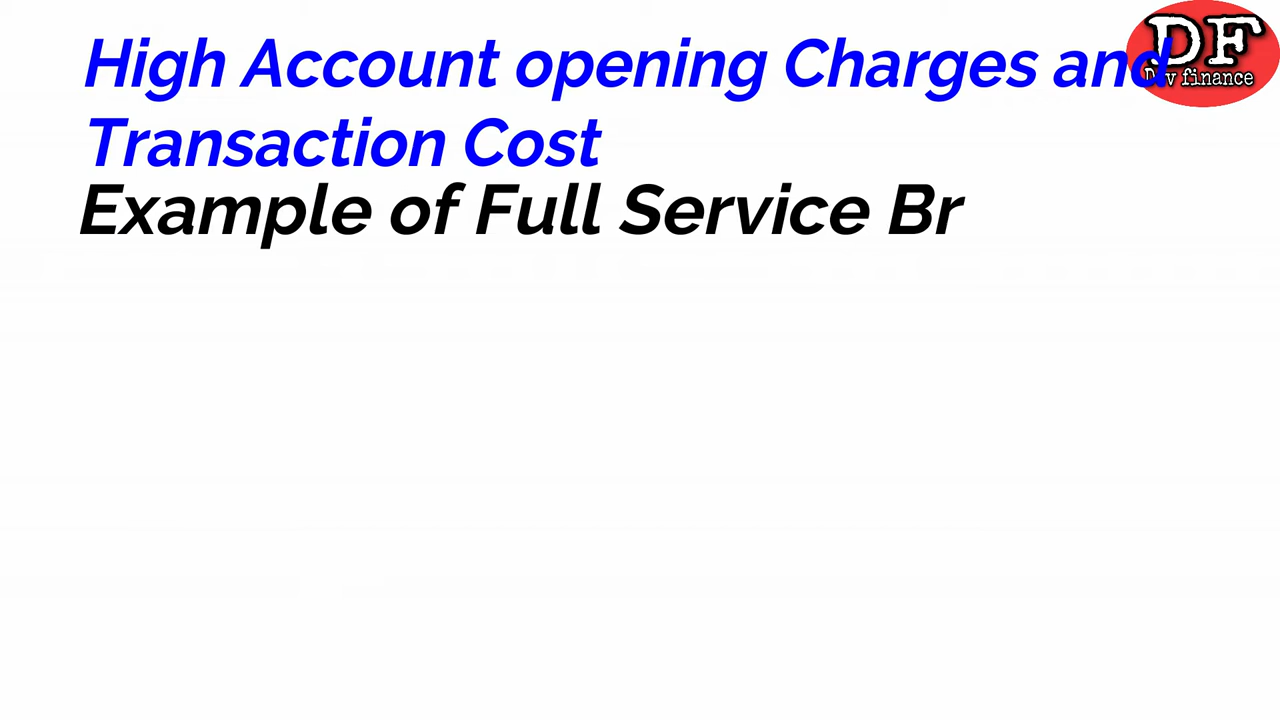 High Account opening Charges and
Transaction Cost
Example of Full Service Br
DF
Dev finance